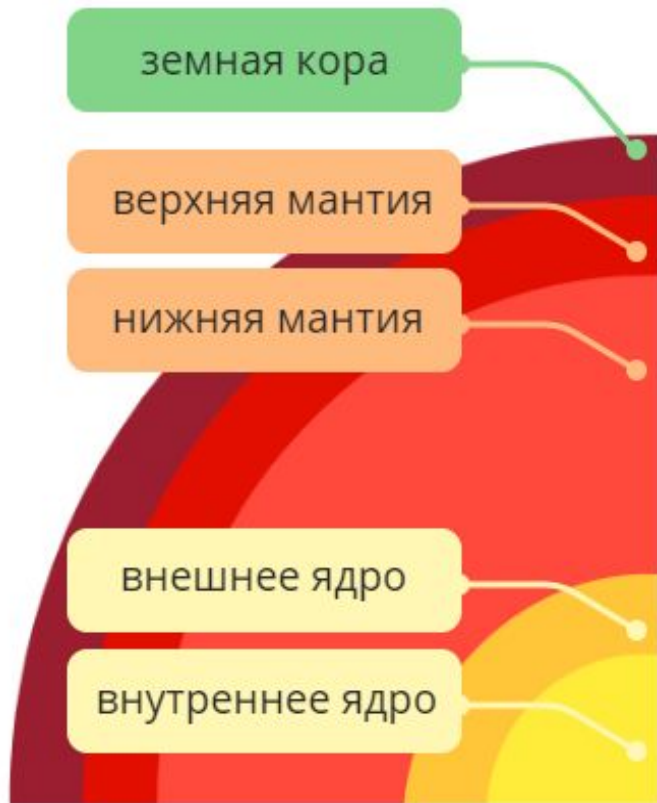 земная кора
верхняя мантия
нижняя мантия
внешнее ядро
внутреннее ядро